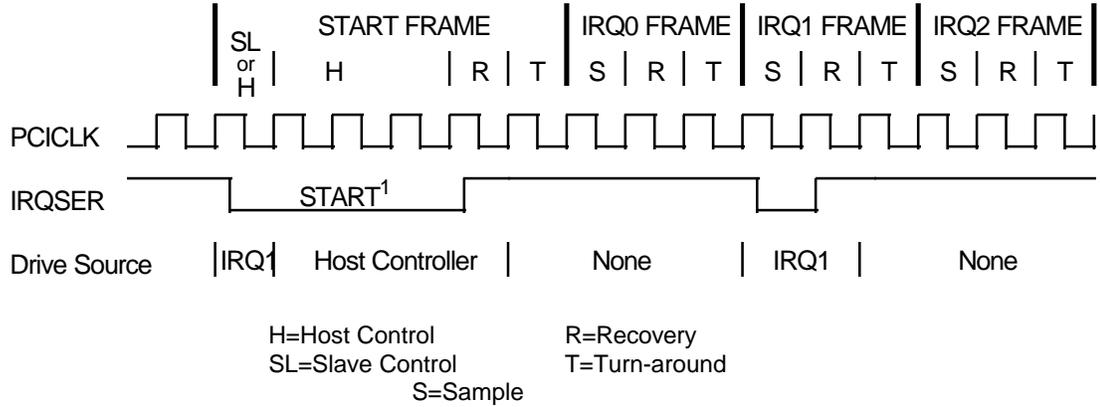 START FRAME IRQ0 FRAME IRQ1 FRAME IRQ2 FRAME
SL
or
H
H R T S R T S R T S R T
PCICLK
IRQSER START1
Drive Source IRQ1 Host Controller None IRQ1 None
H=Host Control R=Recovery
SL=Slave Control T=Turn-around
S=Sample